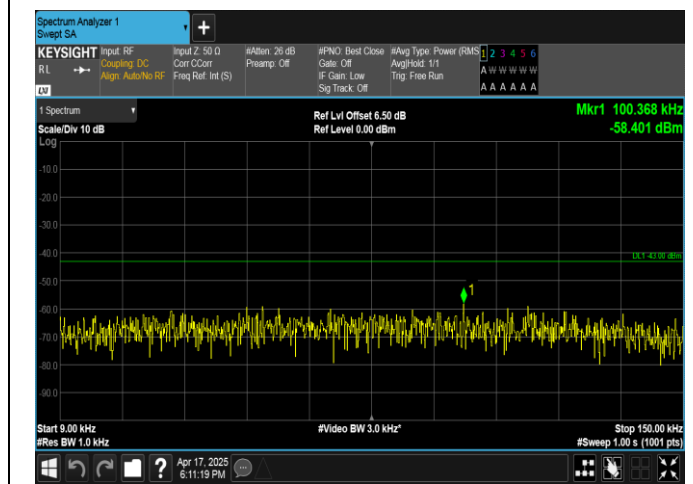 Spectrum Analyzer 1
Swept SA
+
KEYSIGHT Input: RF Input Z: 50 Ω #Atten: 26 dB #PNO: Best Close #Avg Type: Power (RMS 1 2 3 4 5 6
RL Coupling: DC Corr CCorr Preamp: Off Gate: Off Avg|Hold: 1/1 A W W W W W
Align: Auto/No RF Freq Ref: Int (S) IF Gain: Low Trig: Free Run
Sig Track: Off A A A A A A
LXI
1 Spectrum Ref Lvl Offset 6.50 dB Mkr1 100.368 kHz
Scale/Div 10 dB Ref Level 0.00 dBm -58.401 dBm
Log
-10.0
-20.0
-30.0
-40.0
DL1 -43.00 dBm
-50.0
1
-60.0
-70.0
-80.0
-90.0
Start 9.00 kHz #Video BW 3.0 kHz* Stop 150.00 kHz
#Res BW 1.0 kHz #Sweep 1.00 s (1001 pts)
? Apr 17, 2025
6:11:19 PM